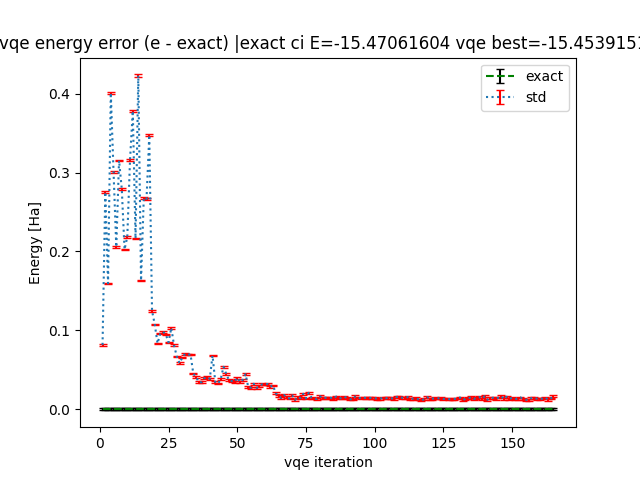 vqe energy error (e - exact) |exact ci E=-15.47061604 vqe best=-15.4539151
exact
std
Energy [Ha]
0.4
0.3
0.2
0.1
0.0
0 25 50 75 100 125 150
vqe iteration